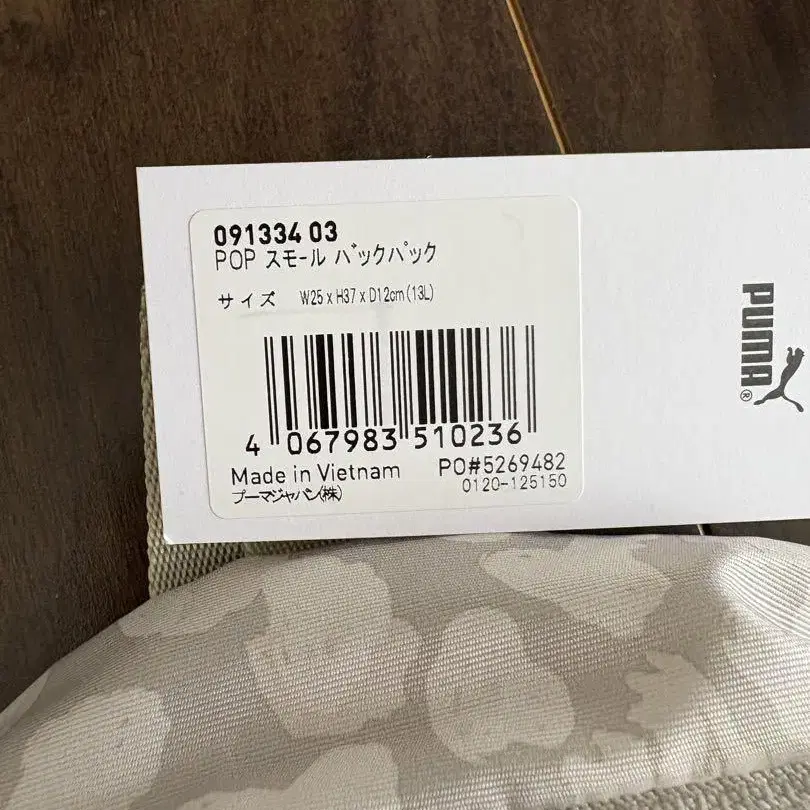 091334 03
POP スモール バックパック
サイズ W25 x H37 x D12cm (13L)
4 067983 510236
Made in Vietnam PO#5269482
プーマジャパン(株) 0120-125150
PUMA®